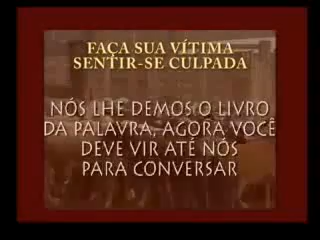 FAÇA SUA VÍTIMA
SENTIR-SE CULPADA
NÓS LHE DEMOS O LIVRO
DA PALAVRA, AGORA VOCÊ
DEVE VIR ATÉ NÓS
PARA CONVERSAR